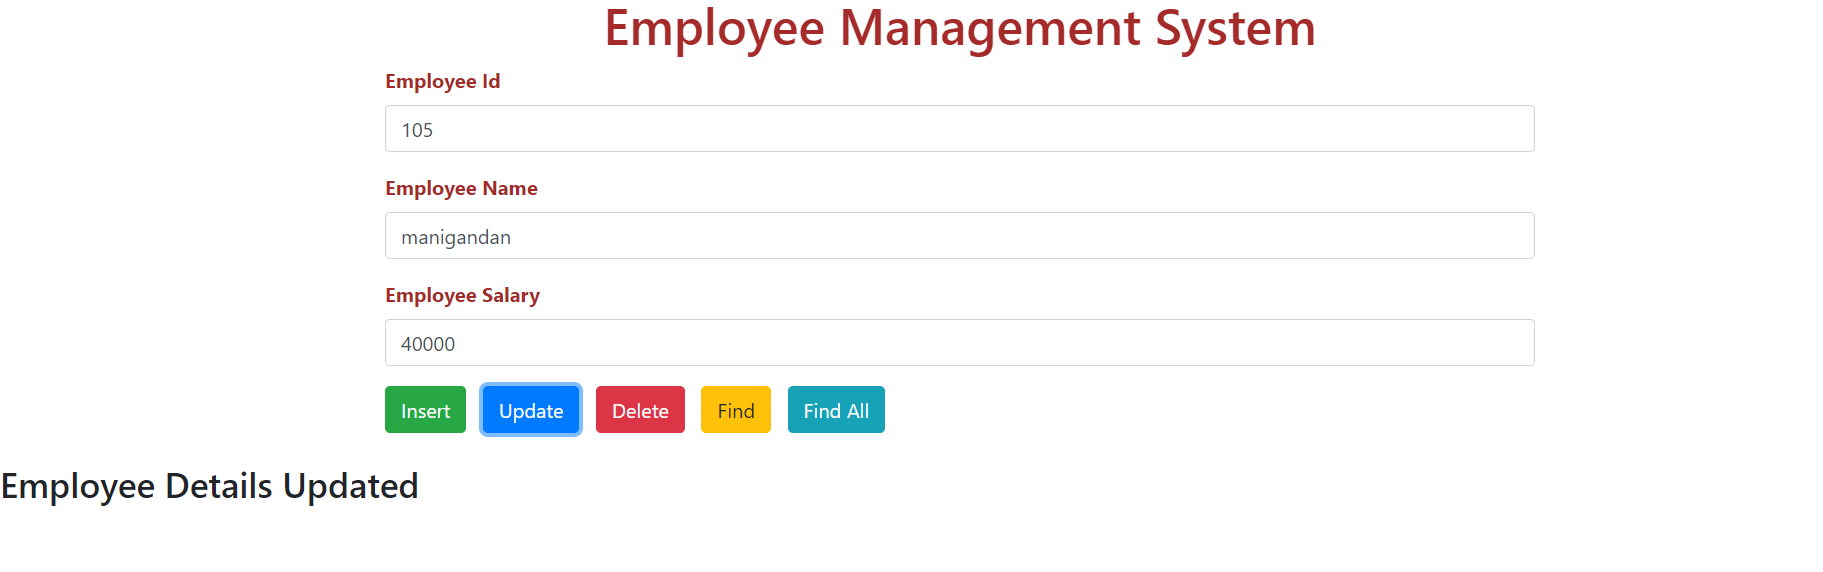 Employee Management System
Employee Id
105
Employee Name
manigandan
Employee Salary
40000
Insert Update Delete Find Find All
Employee Details Updated